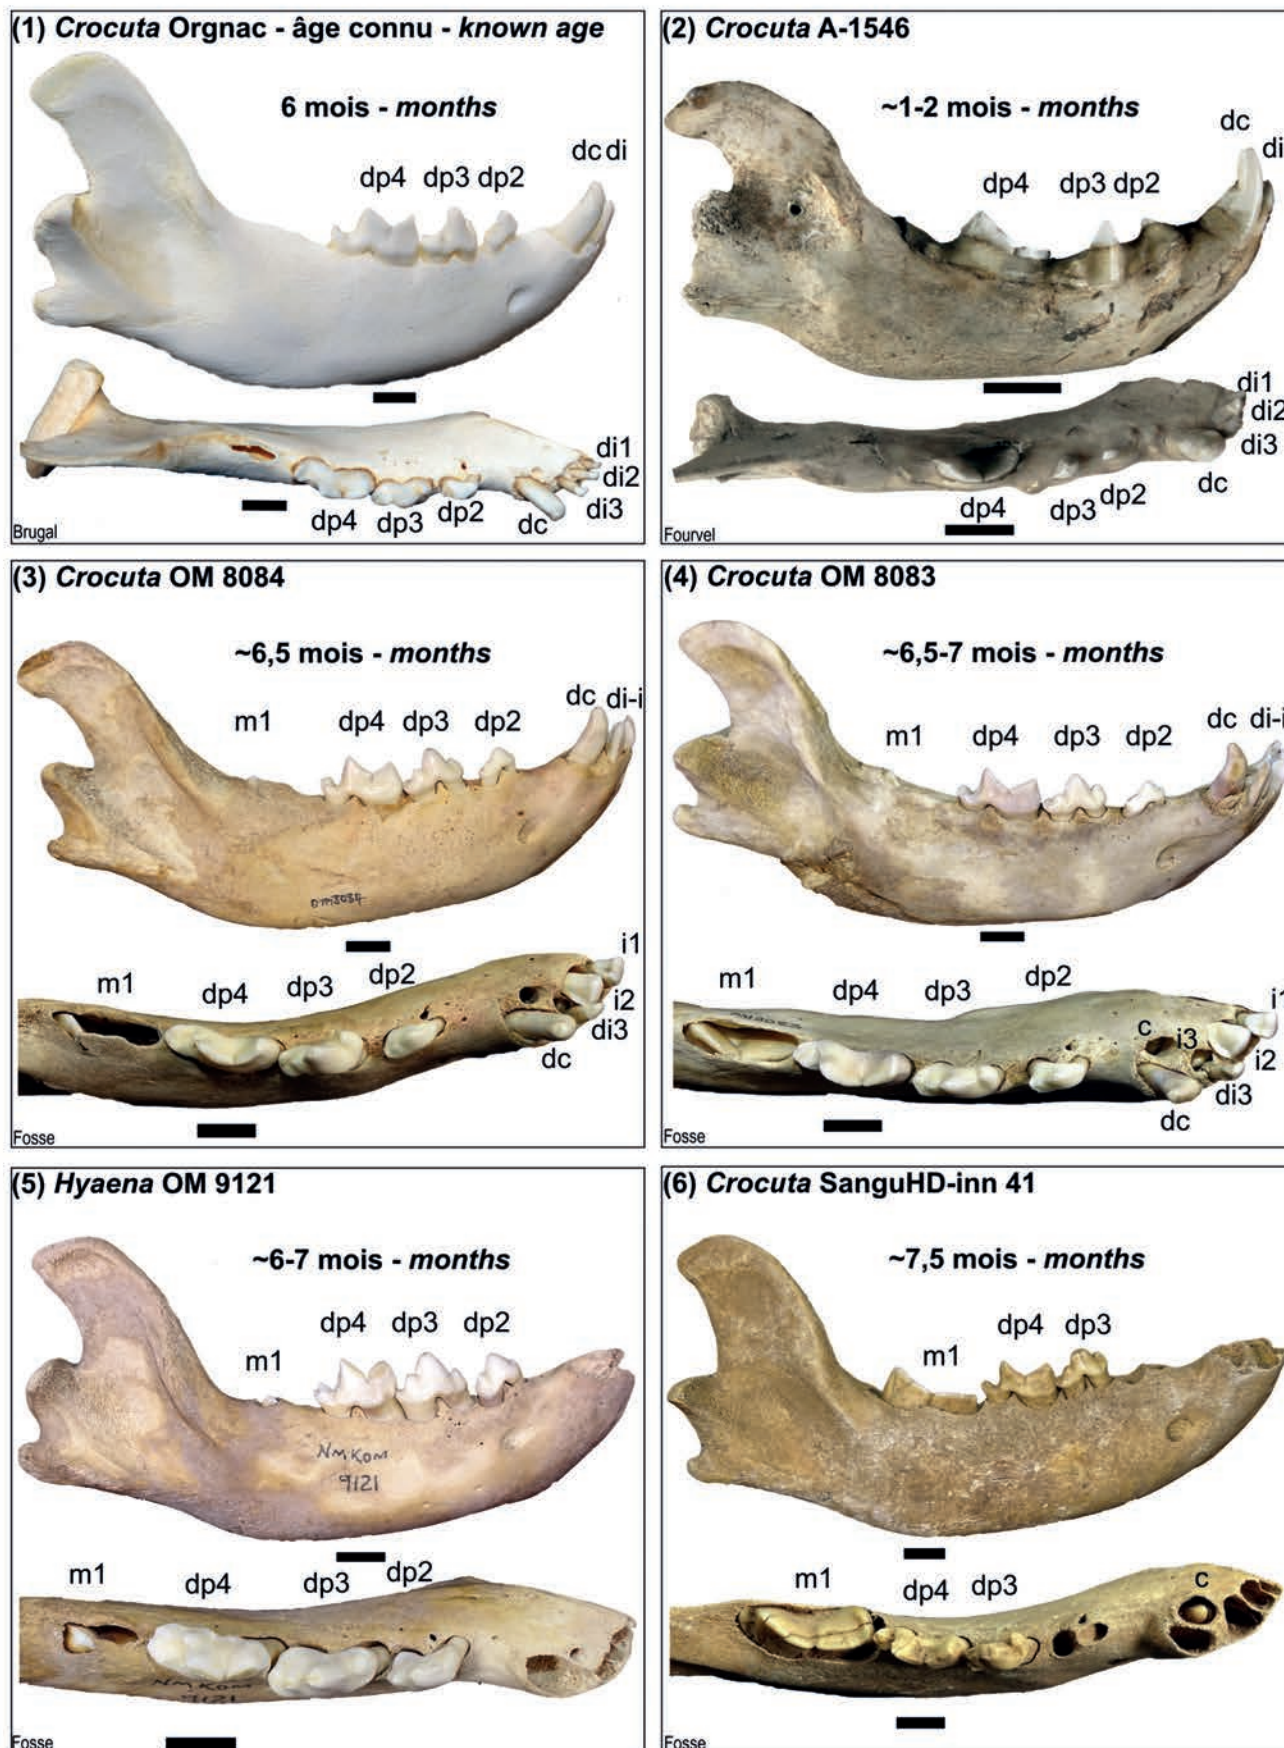 (1) Crocuta Orgnac - âge connu - known age
6 mois - months
dc di
dp4 dp3 dp2
di1
di2
di3
dp4 dp3 dp2 dc
Brugal
(2) Crocuta A-1546
~1-2 mois - months
dc
di
dp4 dp3 dp2
di1
di2
di3
dc
dp4 dp3 dp2
Fourvel
(3) Crocuta OM 8084
~6,5 mois - months
dc di-i
m1 dp4 dp3 dp2
OM8084
i1
m1 dp4 dp3 dp2
i2
di3
dc
Fosse
(4) Crocuta OM 8083
~6,5-7 mois - months
dc di-i
m1 dp4 dp3 dp2
m1 dp4 dp3 dp2
c i3 i1
i2
di3
dc
Fosse
(5) Hyaena OM 9121
~6-7 mois - months
dp4 dp3 dp2
m1
NMKOM
9121
m1 dp4 dp3 dp2
NMKOM
9121
Fosse
(6) Crocuta SanguHD-inn 41
~7,5 mois - months
m1 dp4 dp3
m1 dp4 dp3 c
Fosse